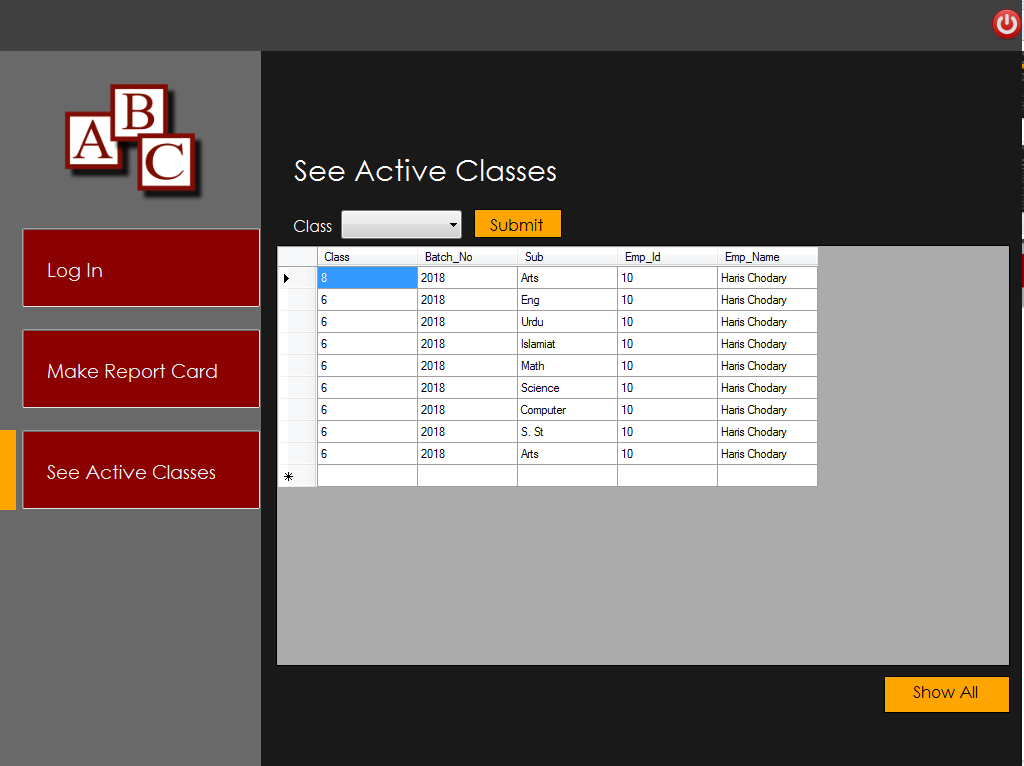 A B C
Log In
Make Report Card
See Active Classes
See Active Classes
Class Submit
Class Batch_No Sub Emp_Id Emp_Name
8 2018 Arts 10 Haris Chodary
6 2018 Eng 10 Haris Chodary
6 2018 Urdu 10 Haris Chodary
6 2018 Islamiat 10 Haris Chodary
6 2018 Math 10 Haris Chodary
6 2018 Science 10 Haris Chodary
6 2018 Computer 10 Haris Chodary
6 2018 S. St 10 Haris Chodary
6 2018 Arts 10 Haris Chodary
Show All